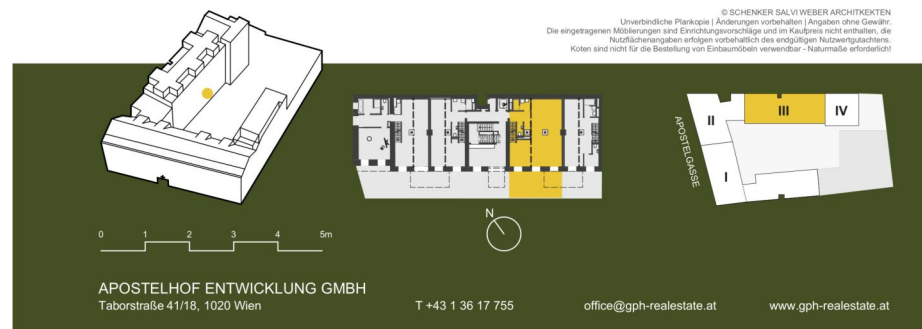 © SCHENKER SALVI WEBER ARCHITKEKTEN
Unverbindliche Plankopie | Änderungen vorbehalten | Angaben ohne Gewähr.
Die eingetragenen Möblierungen sind Einrichtungsvorschläge und im Kaufpreis nicht enthalten, die
Nutzflächenangaben erfolgen vorbehaltlich des endgültigen Nutzwertgutachtens.
Koten sind nicht für die Bestellung von Einbaumöbeln verwendbar - Naturmaße erforderlich!
APOSTELGASSE
II
III
IV
I
N
0 1 2 3 4 5m
APOSTELHOF ENTWICKLUNG GMBH
Taborstraße 41/18, 1020 Wien
T +43 1 36 17 755
office@gph-realestate.at
www.gph-realestate.at